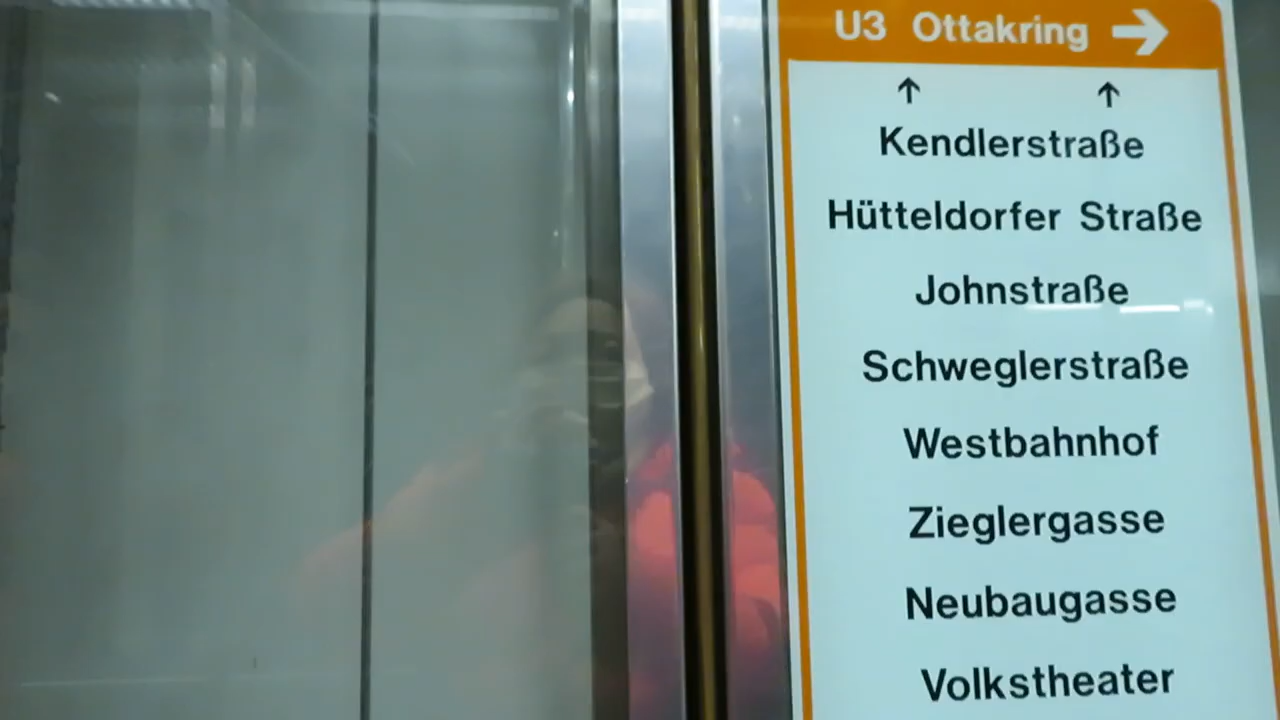 U3 Ottakring →
↑ ↑
Kendlerstraße
Hütteldorfer Straße
Johnstraße
Schweglerstraße
Westbahnhof
Zieglergasse
Neubaugasse
Volkstheater